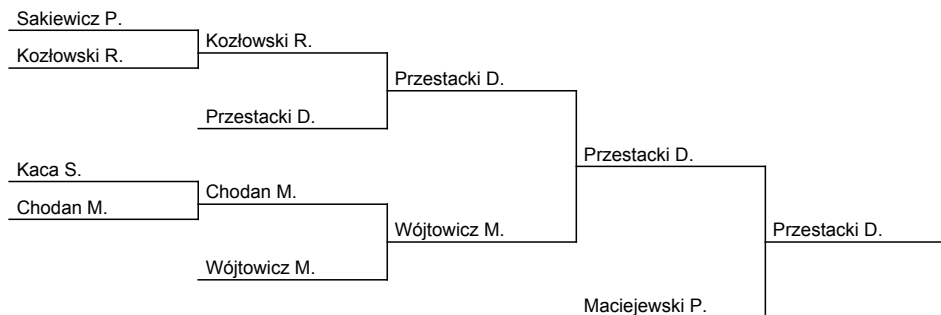 Sakiewicz P.
Kozłowski R.
Kozłowski R.
Przestacki D.
Przestacki D.
Przestacki D.
Kaca S.
Chodan M.
Chodan M.
Wójtowicz M.
Przestacki D.
Wójtowicz M.
Maciejewski P.